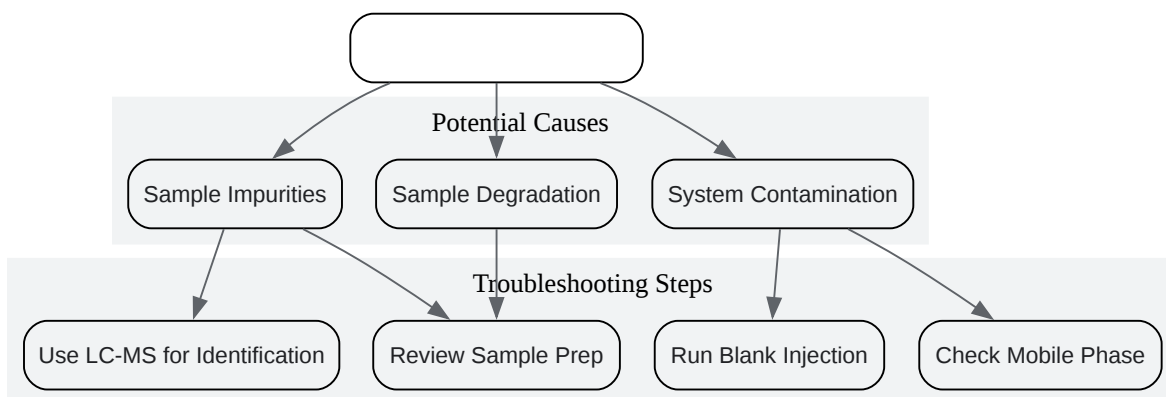 Potential Causes
Sample Impurities
Sample Degradation
System Contamination
Troubleshooting Steps
Use LC-MS for Identification
Review Sample Prep
Run Blank Injection
Check Mobile Phase